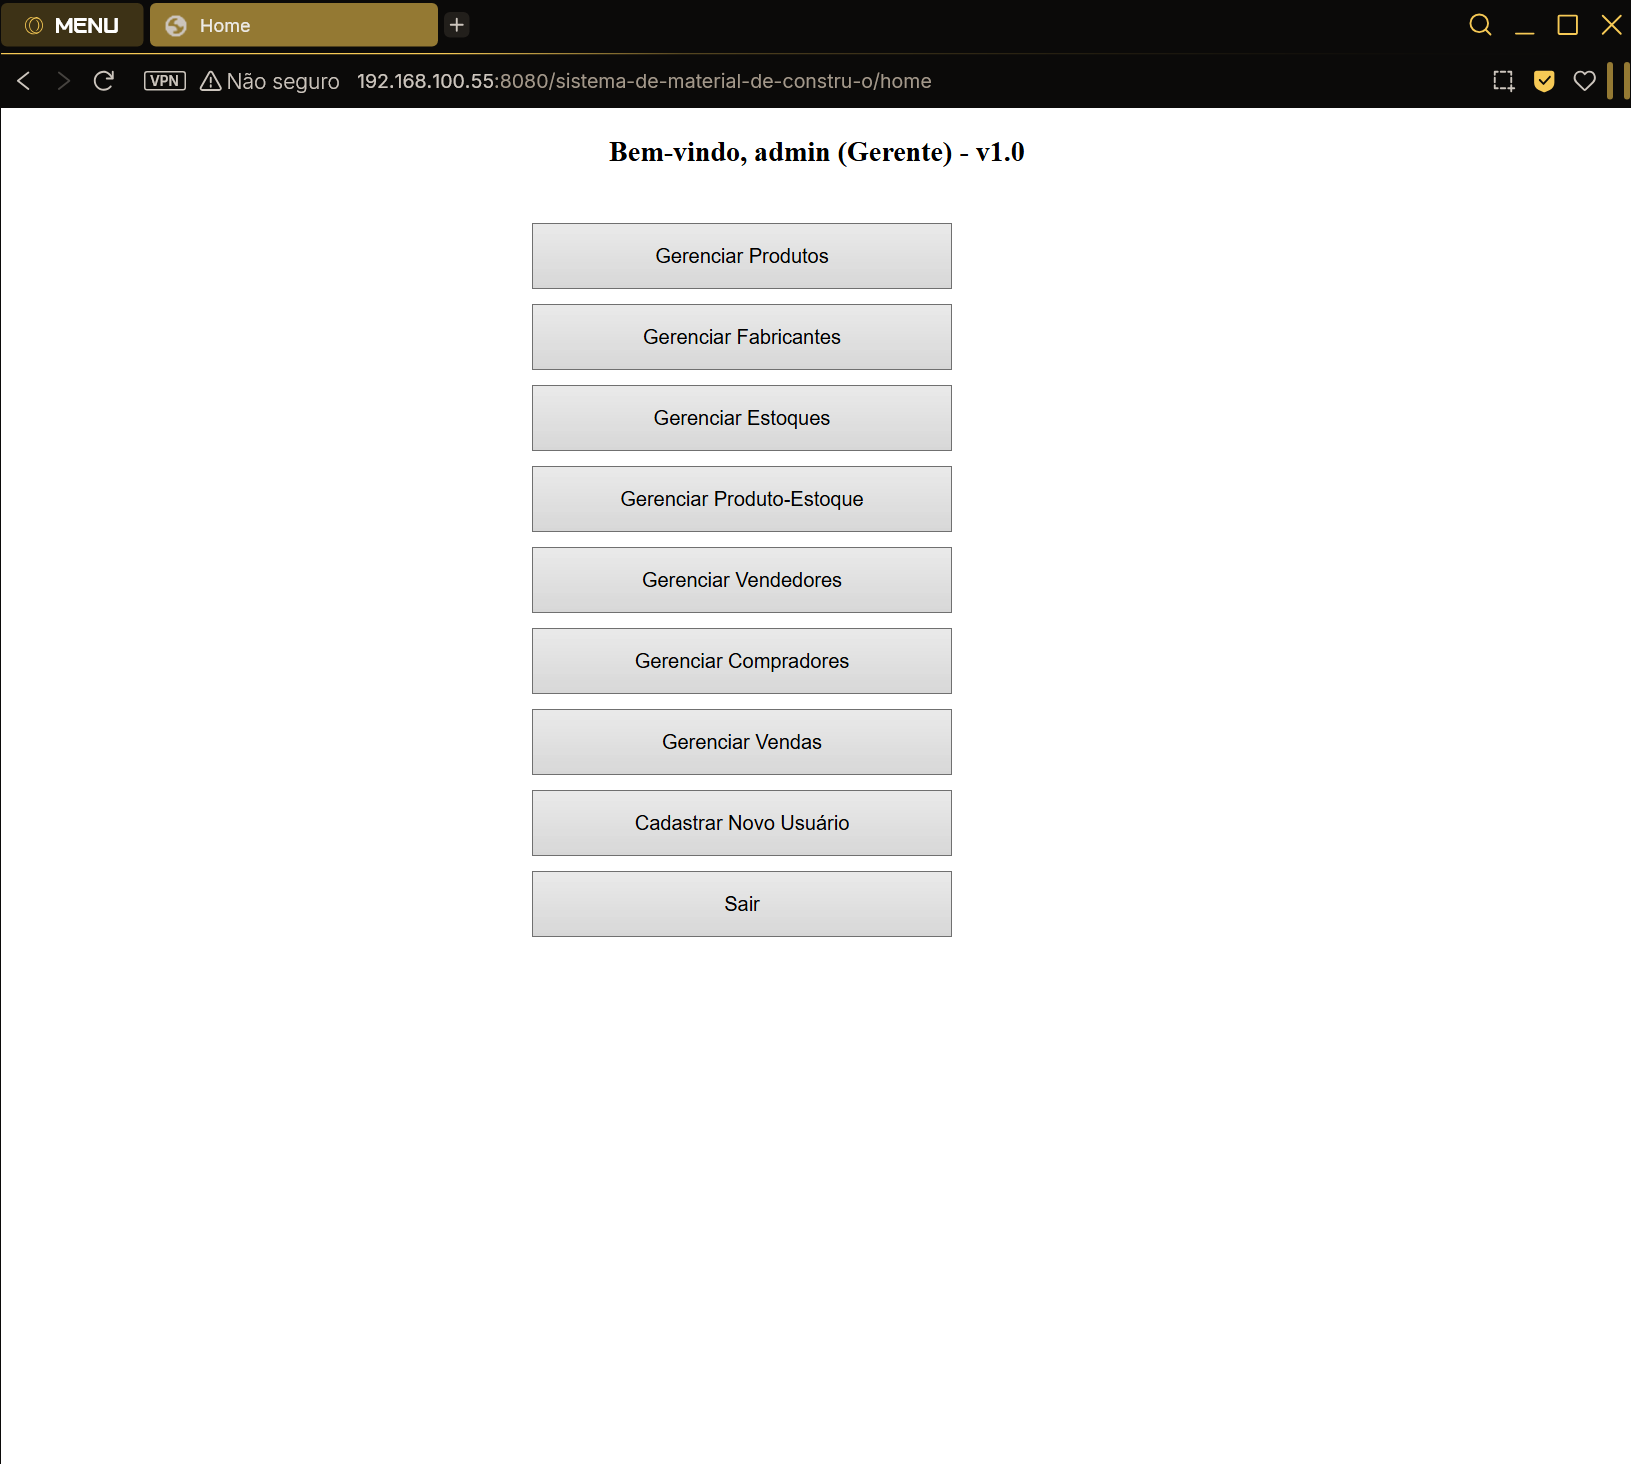 MENU
Home
VPN
Não seguro
192.168.100.55:8080/sistema-de-material-de-constru-o/home
Bem-vindo, admin (Gerente) - v1.0
Gerenciar Produtos
Gerenciar Fabricantes
Gerenciar Estoques
Gerenciar Produto-Estoque
Gerenciar Vendedores
Gerenciar Compradores
Gerenciar Vendas
Cadastrar Novo Usuário
Sair